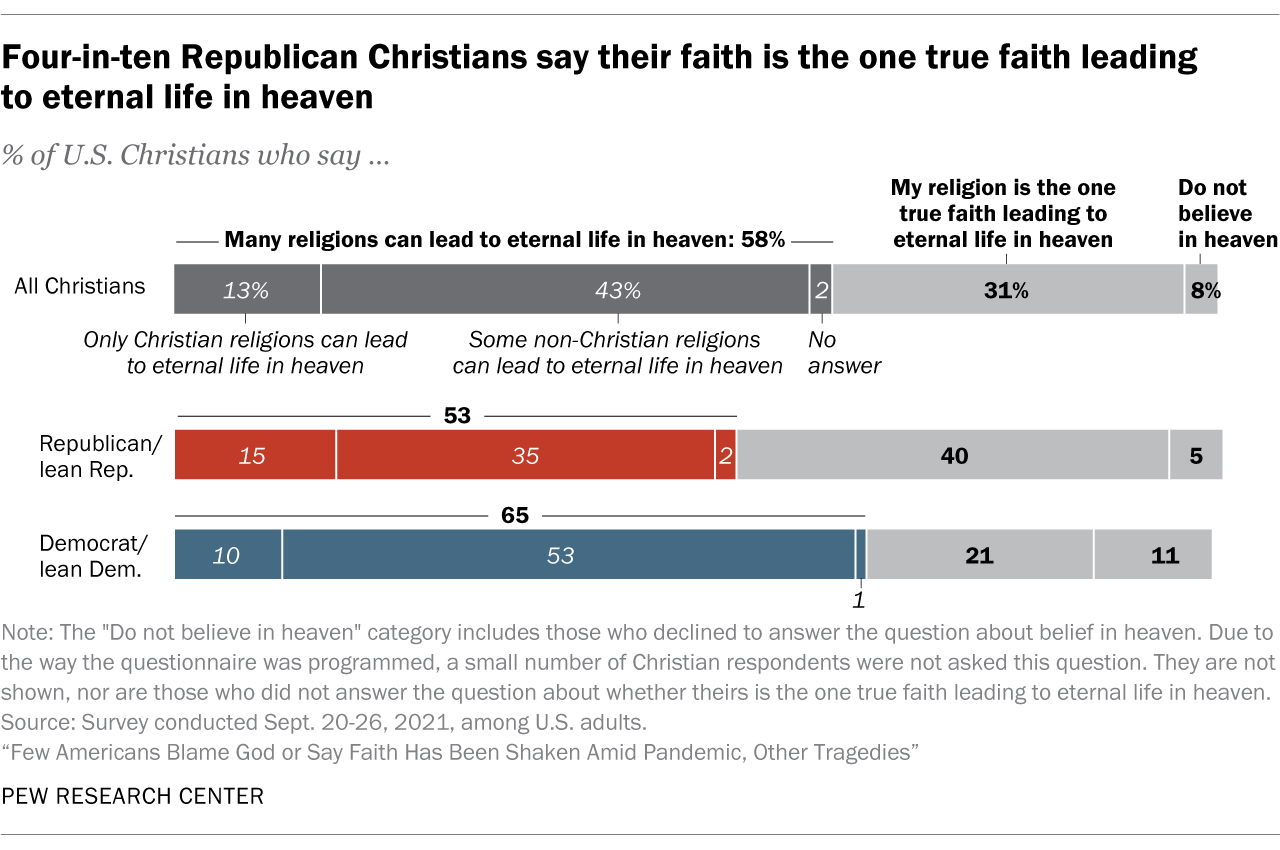 Four-in-ten Republican Christians say their faith is the one true faith leading
to eternal life in heaven
% of U.S. Christians who say ...
Many religions can lead to eternal life in heaven: 58%
My religion is the one
true faith leading to
eternal life in heaven
Do not
believe
in heaven
All Christians
13%
43%
2
31%
8%
Only Christian religions can lead
to eternal life in heaven
Some non-Christian religions
can lead to eternal life in heaven
No
answer
53
Republican/
lean Rep.
15
35
2
40
5
65
Democrat/
lean Dem.
10
53
1
21
11
Note: The "Do not believe in heaven" category includes those who declined to answer the question about belief in heaven. Due to
the way the questionnaire was programmed, a small number of Christian respondents were not asked this question. They are not
shown, nor are those who did not answer the question about whether theirs is the one true faith leading to eternal life in heaven.
Source: Survey conducted Sept. 20-26, 2021, among U.S. adults.
“Few Americans Blame God or Say Faith Has Been Shaken Amid Pandemic, Other Tragedies”
PEW RESEARCH CENTER